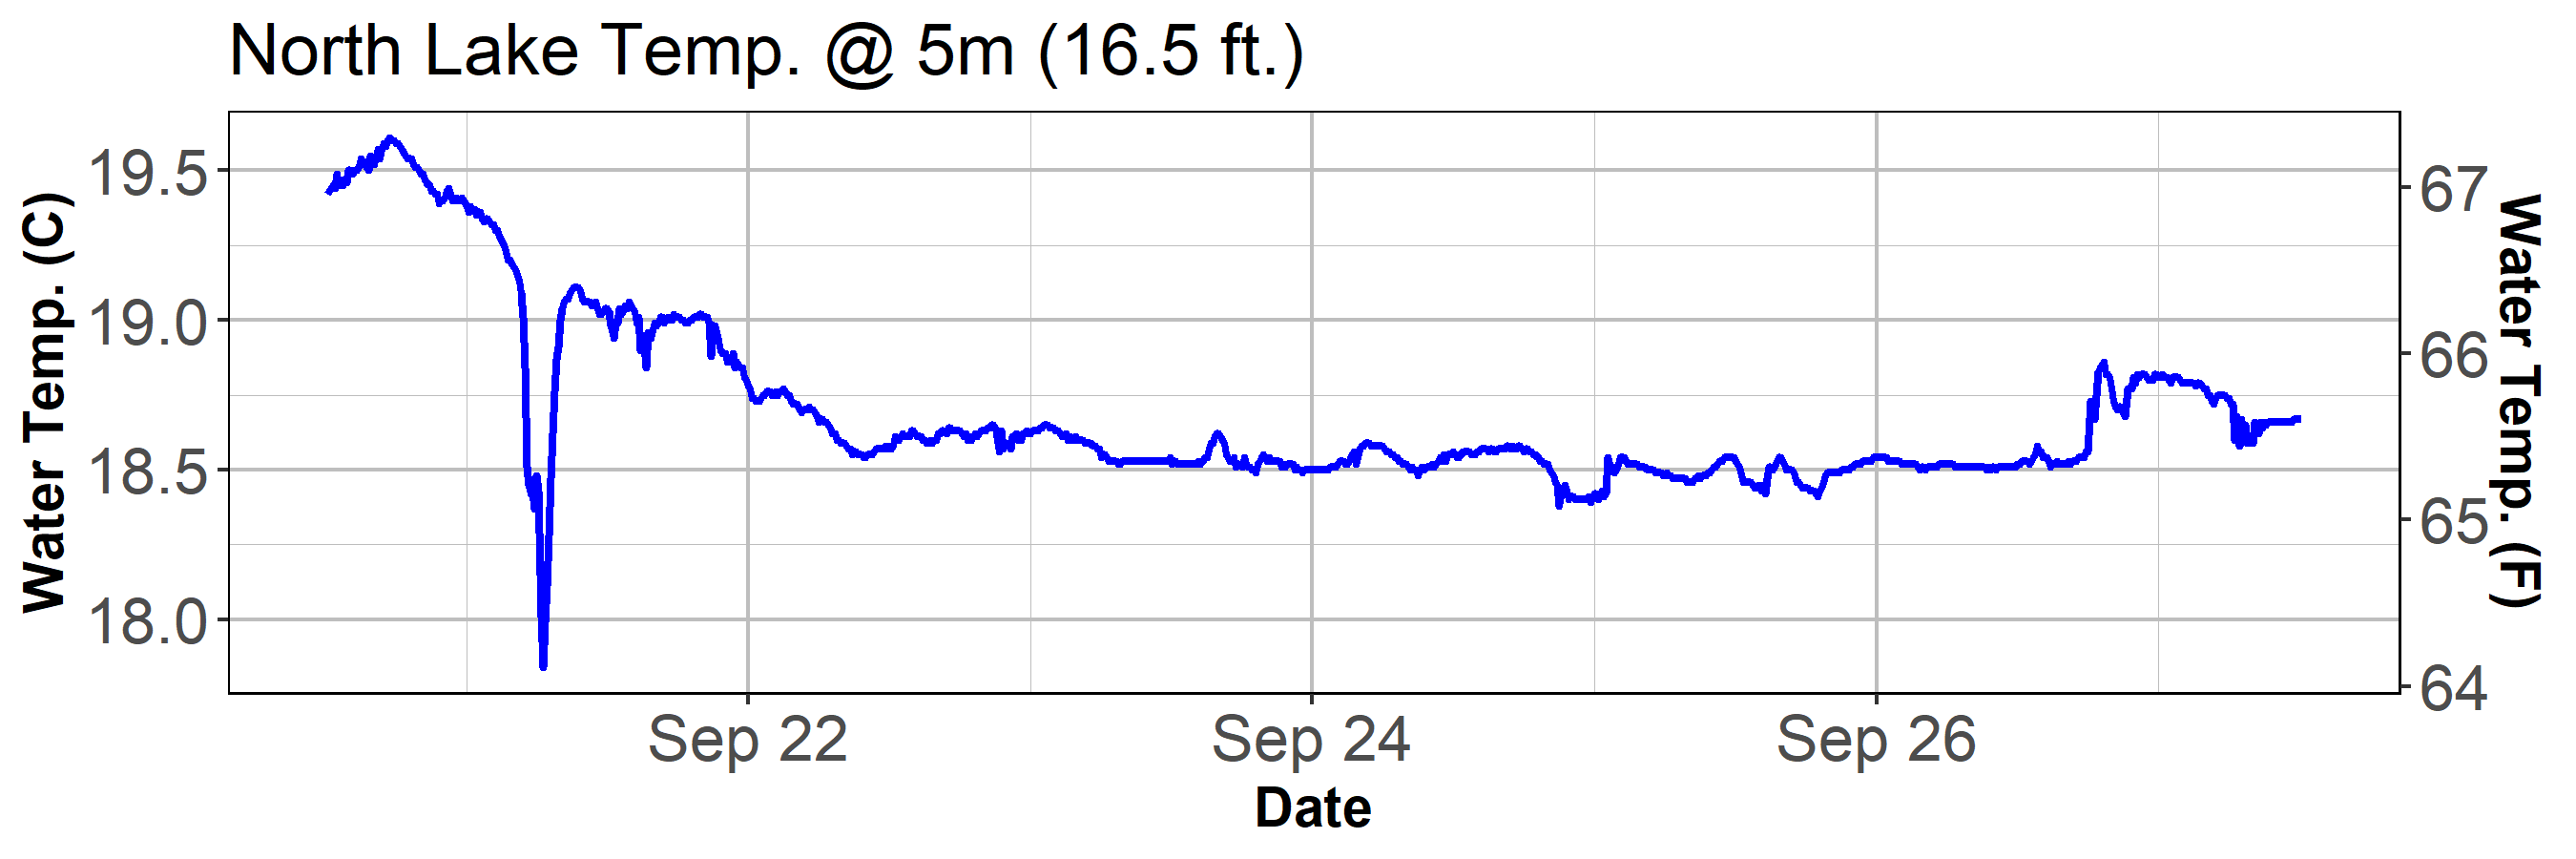 North Lake Temp. @ 5m (16.5 ft.)
Water Temp. (C)
19.5
19.0
18.5
18.0
67
66
65
64
Water Temp. (F)
Sep 22 Sep 24 Sep 26
Date